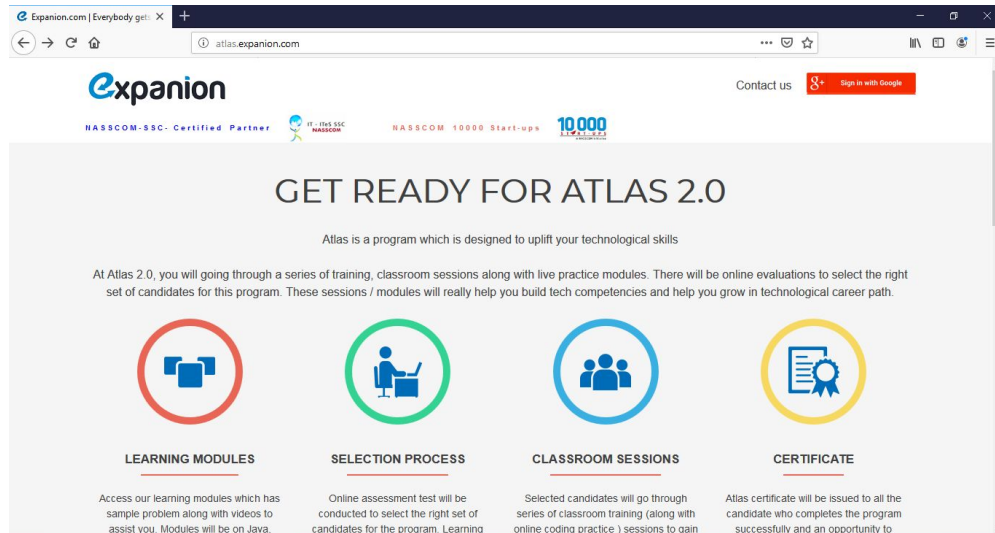 Expanion.com | Everybody gets
atlas.expanion.com
expanion
Contact us
g+ Sign in with Google
NASSCOM-SSC- Certified Partner
IT - ITeS SSC
NASSCOM
NASSCOM 10000 Start-ups
10,000
START-UPS
GET READY FOR ATLAS 2.0
Atlas is a program which is designed to uplift your technological skills
At Atlas 2.0, you will going through a series of training, classroom sessions along with live practice modules. There will be online evaluations to select the right
set of candidates for this program. These sessions / modules will really help you build tech competencies and help you grow in technological career path.
LEARNING MODULES
Access our learning modules which has
sample problem along with videos to
assist you. Modules will be on Java,
SELECTION PROCESS
Online assessment test will be
conducted to select the right set of
candidates for the program. Learning
CLASSROOM SESSIONS
Selected candidates will go through
series of classroom training (along with
online coding practice ) sessions to gain
CERTIFICATE
Atlas certificate will be issued to all the
candidate who completes the program
successfully and an opportunity to